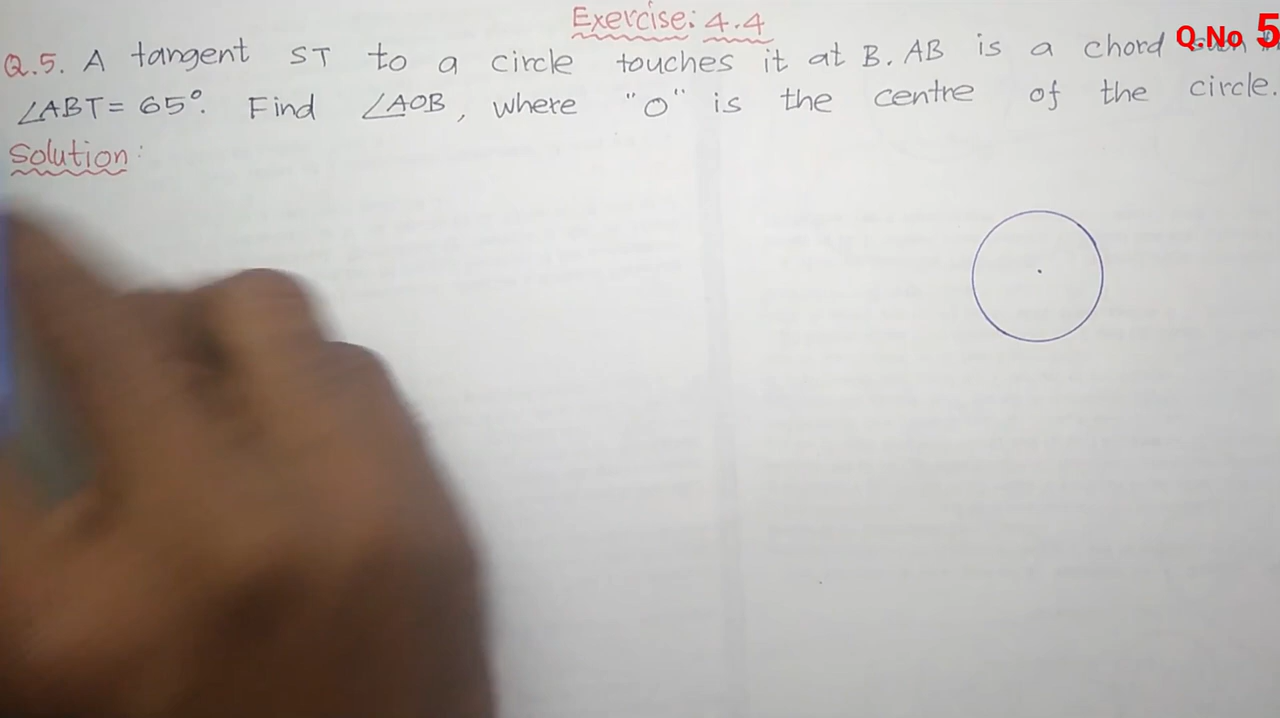 Exercise: 4.4
Q.No 5
Q.5. A tangent ST to a circle touches it at B. AB is a chord
∠ABT = 65°. Find ∠AOB, where "O" is the centre of the circle.
Solution: